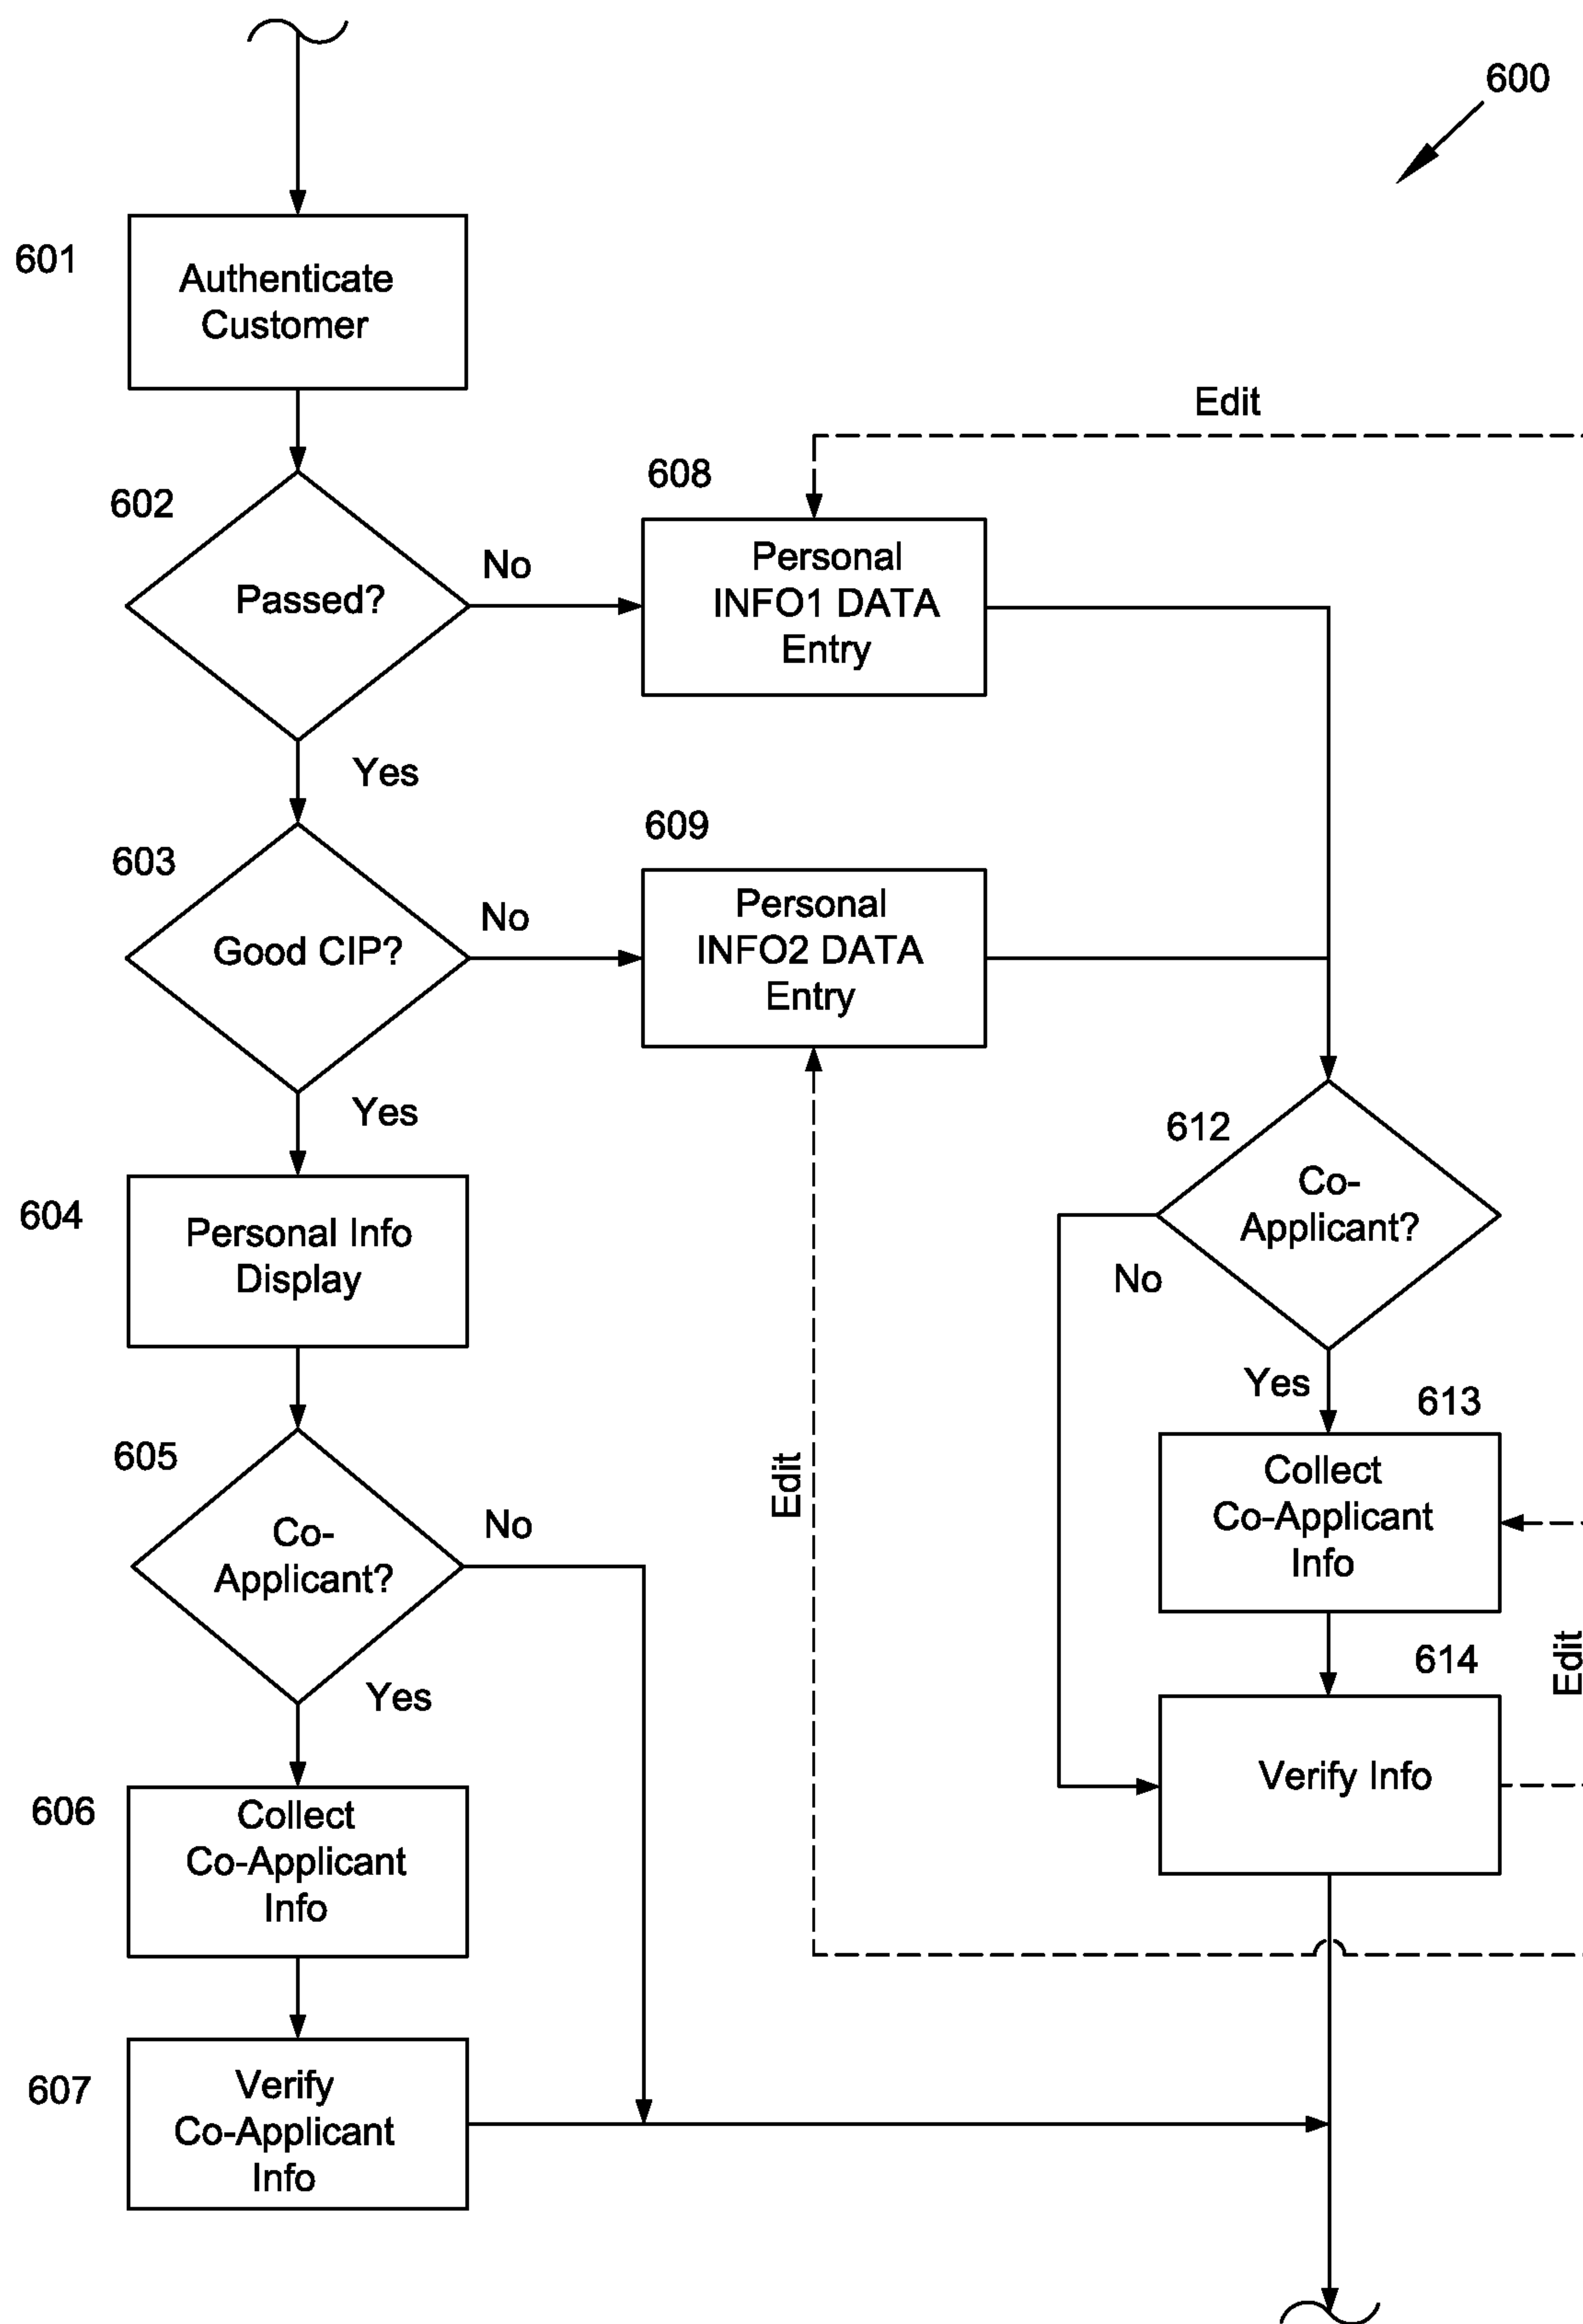 600
601
Authenticate
Customer
Edit
608
602
Passed?
No
Personal
INFO1 DATA
Entry
Yes
609
603
Good CIP?
No
Personal
INFO2 DATA
Entry
Yes
612
Co-
Applicant?
No
Yes
604
Personal Info
Display
613
Collect
Co-Applicant
Info
605
Co-
Applicant?
No
Yes
Edit
Edit
614
Verify Info
606
Collect
Co-Applicant
Info
607
Verify
Co-Applicant
Info